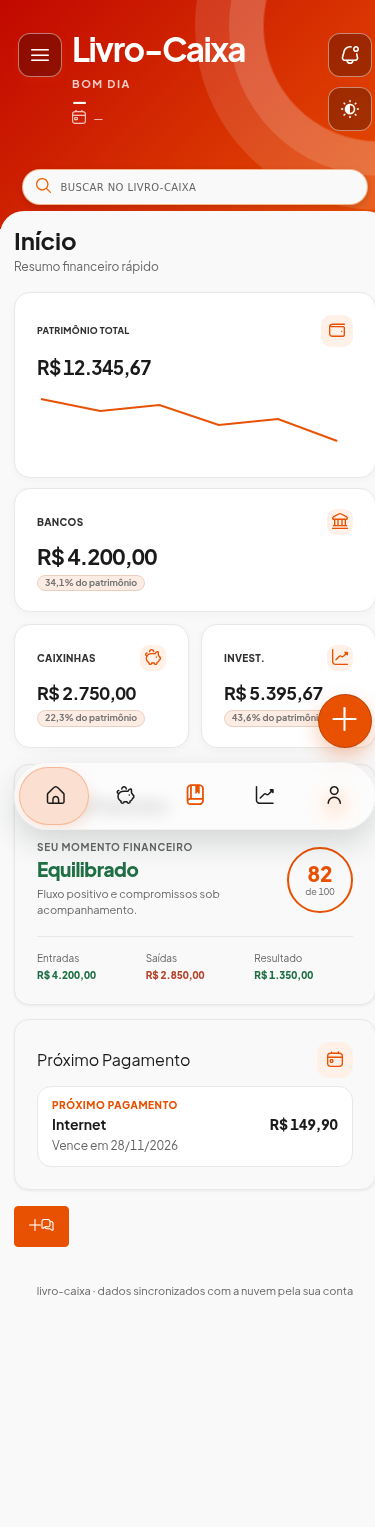 Livro-Caixa
BOM DIA
—
—
BUSCAR NO LIVRO-CAIXA
Início
Resumo financeiro rápido
PATRIMÔNIO TOTAL
R$ 12.345,67
BANCOS
R$ 4.200,00
34,1% do patrimônio
CAIXINHAS
R$ 2.750,00
22,3% do patrimônio
INVEST.
R$ 5.395,67
43,6% do patrimôni
SEU MOMENTO FINANCEIRO
Equilibrado
Fluxo positivo e compromissos sob
acompanhamento.
82
de 100
Entradas
R$ 4.200,00
Saídas
R$ 2.850,00
Resultado
R$ 1.350,00
Próximo Pagamento
PRÓXIMO PAGAMENTO
Internet
R$ 149,90
Vence em 28/11/2026
livro-caixa · dados sincronizados com a nuvem pela sua conta